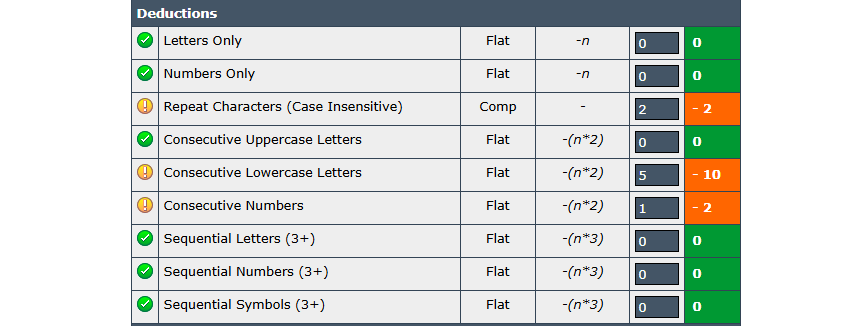 Deductions
Letters Only Flat -n 0 0
Numbers Only Flat -n 0 0
Repeat Characters (Case Insensitive) Comp - 2 - 2
Consecutive Uppercase Letters Flat -(n*2) 0 0
Consecutive Lowercase Letters Flat -(n*2) 5 - 10
Consecutive Numbers Flat -(n*2) 1 - 2
Sequential Letters (3+) Flat -(n*3) 0 0
Sequential Numbers (3+) Flat -(n*3) 0 0
Sequential Symbols (3+) Flat -(n*3) 0 0